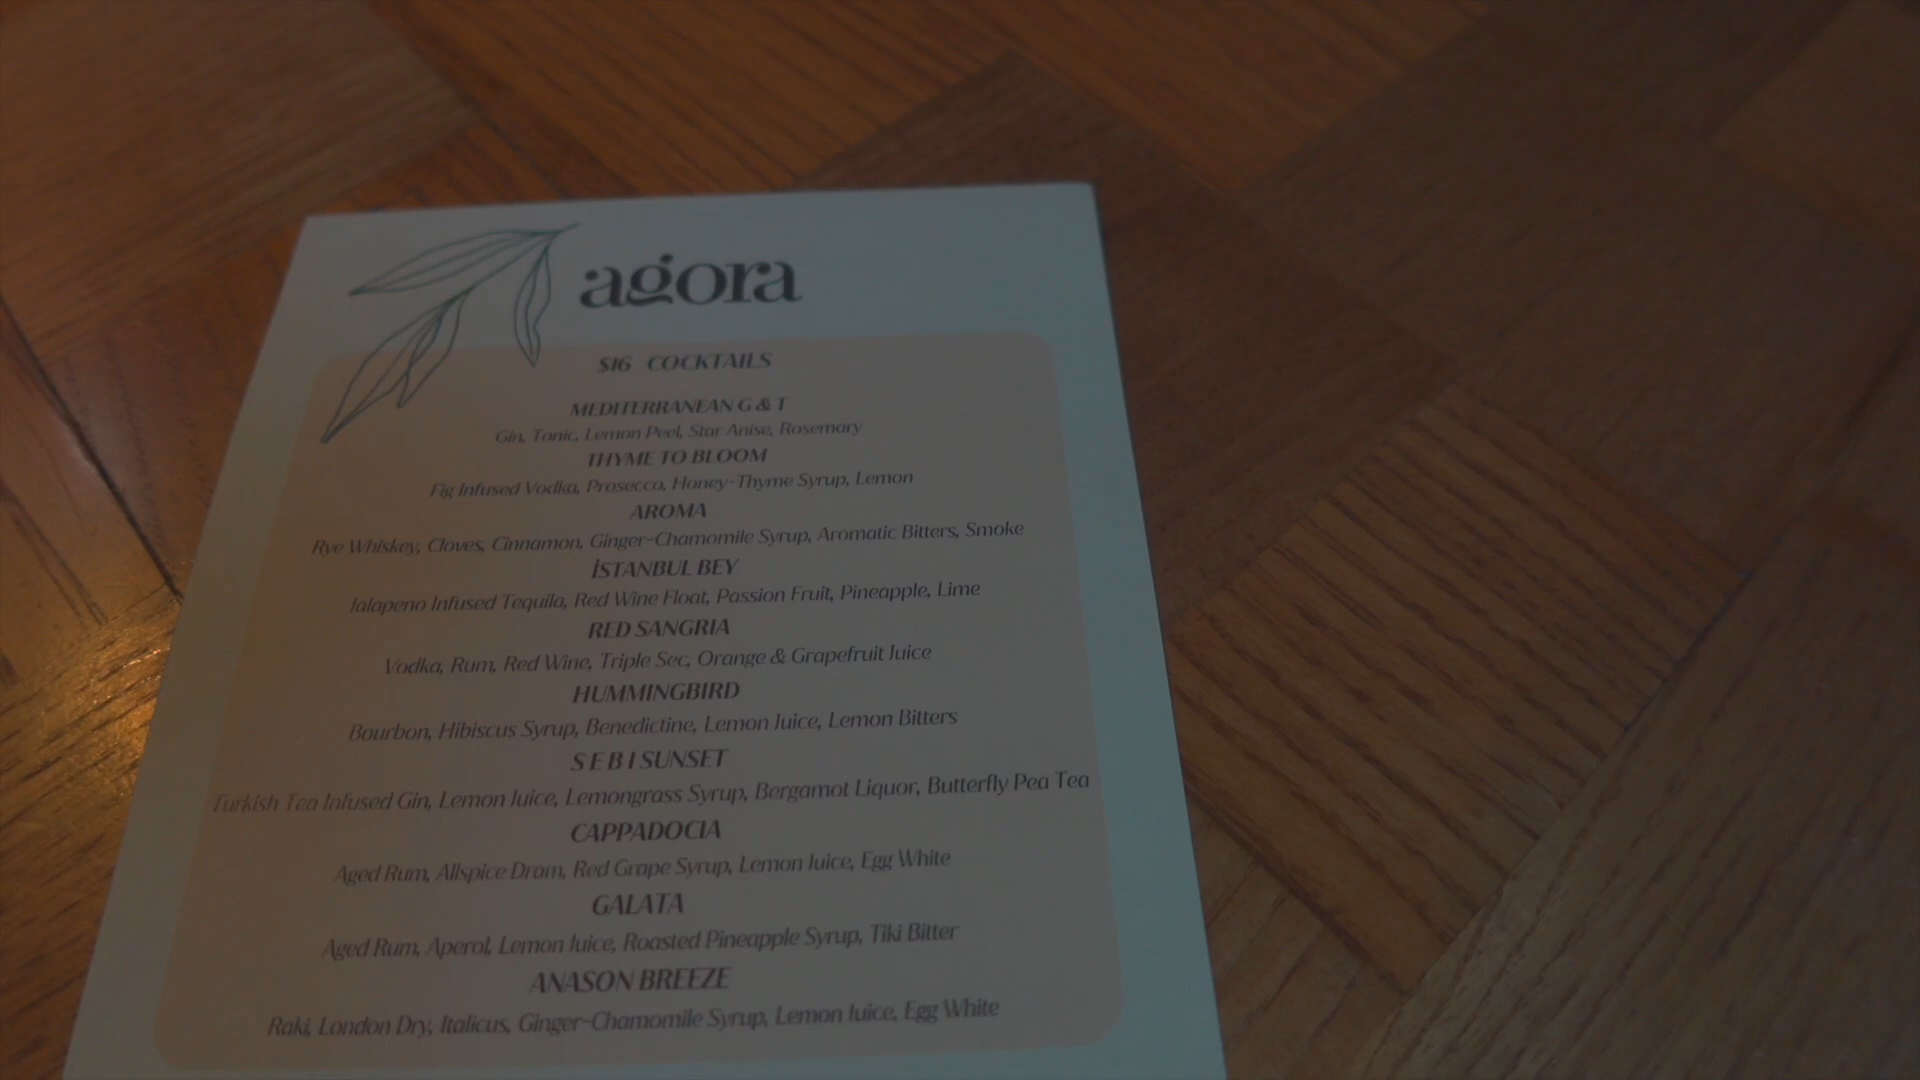 agora
$16 COCKTAILS
MEDITERRANEAN G & T
Gin, Tonic, Lemon Peel, Star Anise, Rosemary
THYME TO BLOOM
Fig Infused Vodka, Prosecco, Honey-Thyme Syrup, Lemon
AROMA
Rye Whiskey, Cloves, Cinnamon, Ginger-Chamomile Syrup, Aromatic Bitters, Smoke
İSTANBUL BEY
Jalapeno Infused Tequila, Red Wine Float, Passion Fruit, Pineapple, Lime
RED SANGRIA
Vodka, Rum, Red Wine, Triple Sec, Orange & Grapefruit Juice
HUMMINGBIRD
Bourbon, Hibiscus Syrup, Benedictine, Lemon Juice, Lemon Bitters
S E B I SUNSET
Turkish Tea Infused Gin, Lemon Juice, Lemongrass Syrup, Bergamot Liquor, Butterfly Pea Tea
CAPPADOCIA
Aged Rum, Allspice Dram, Red Grape Syrup, Lemon Juice, Egg White
GALATA
Aged Rum, Aperol, Lemon Juice, Roasted Pineapple Syrup, Tiki Bitter
ANASON BREEZE
Raki, London Dry, Italicus, Ginger-Chamomile Syrup, Lemon Juice, Egg White